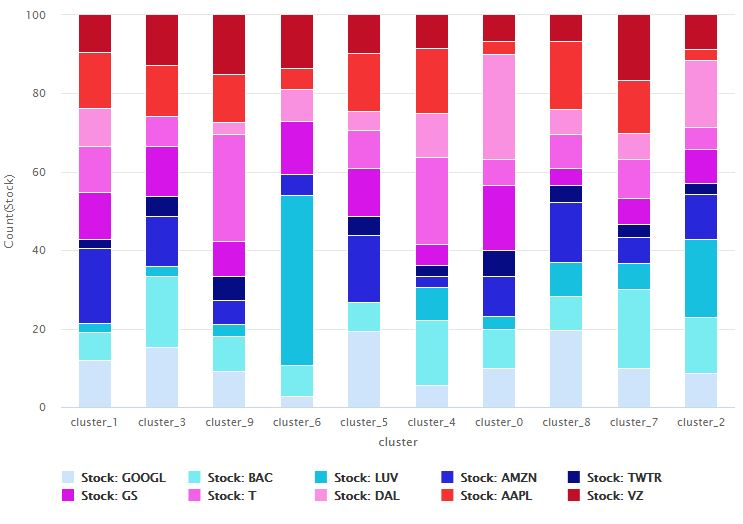 100
80
60
40
20
0
Count(Stock)
cluster_1 cluster_3 cluster_9 cluster_6 cluster_5 cluster_4 cluster_0 cluster_8 cluster_7 cluster_2
cluster
Stock: GOOGL Stock: BAC Stock: LUV Stock: AMZN Stock: TWTR
Stock: GS Stock: T Stock: DAL Stock: AAPL Stock: VZ